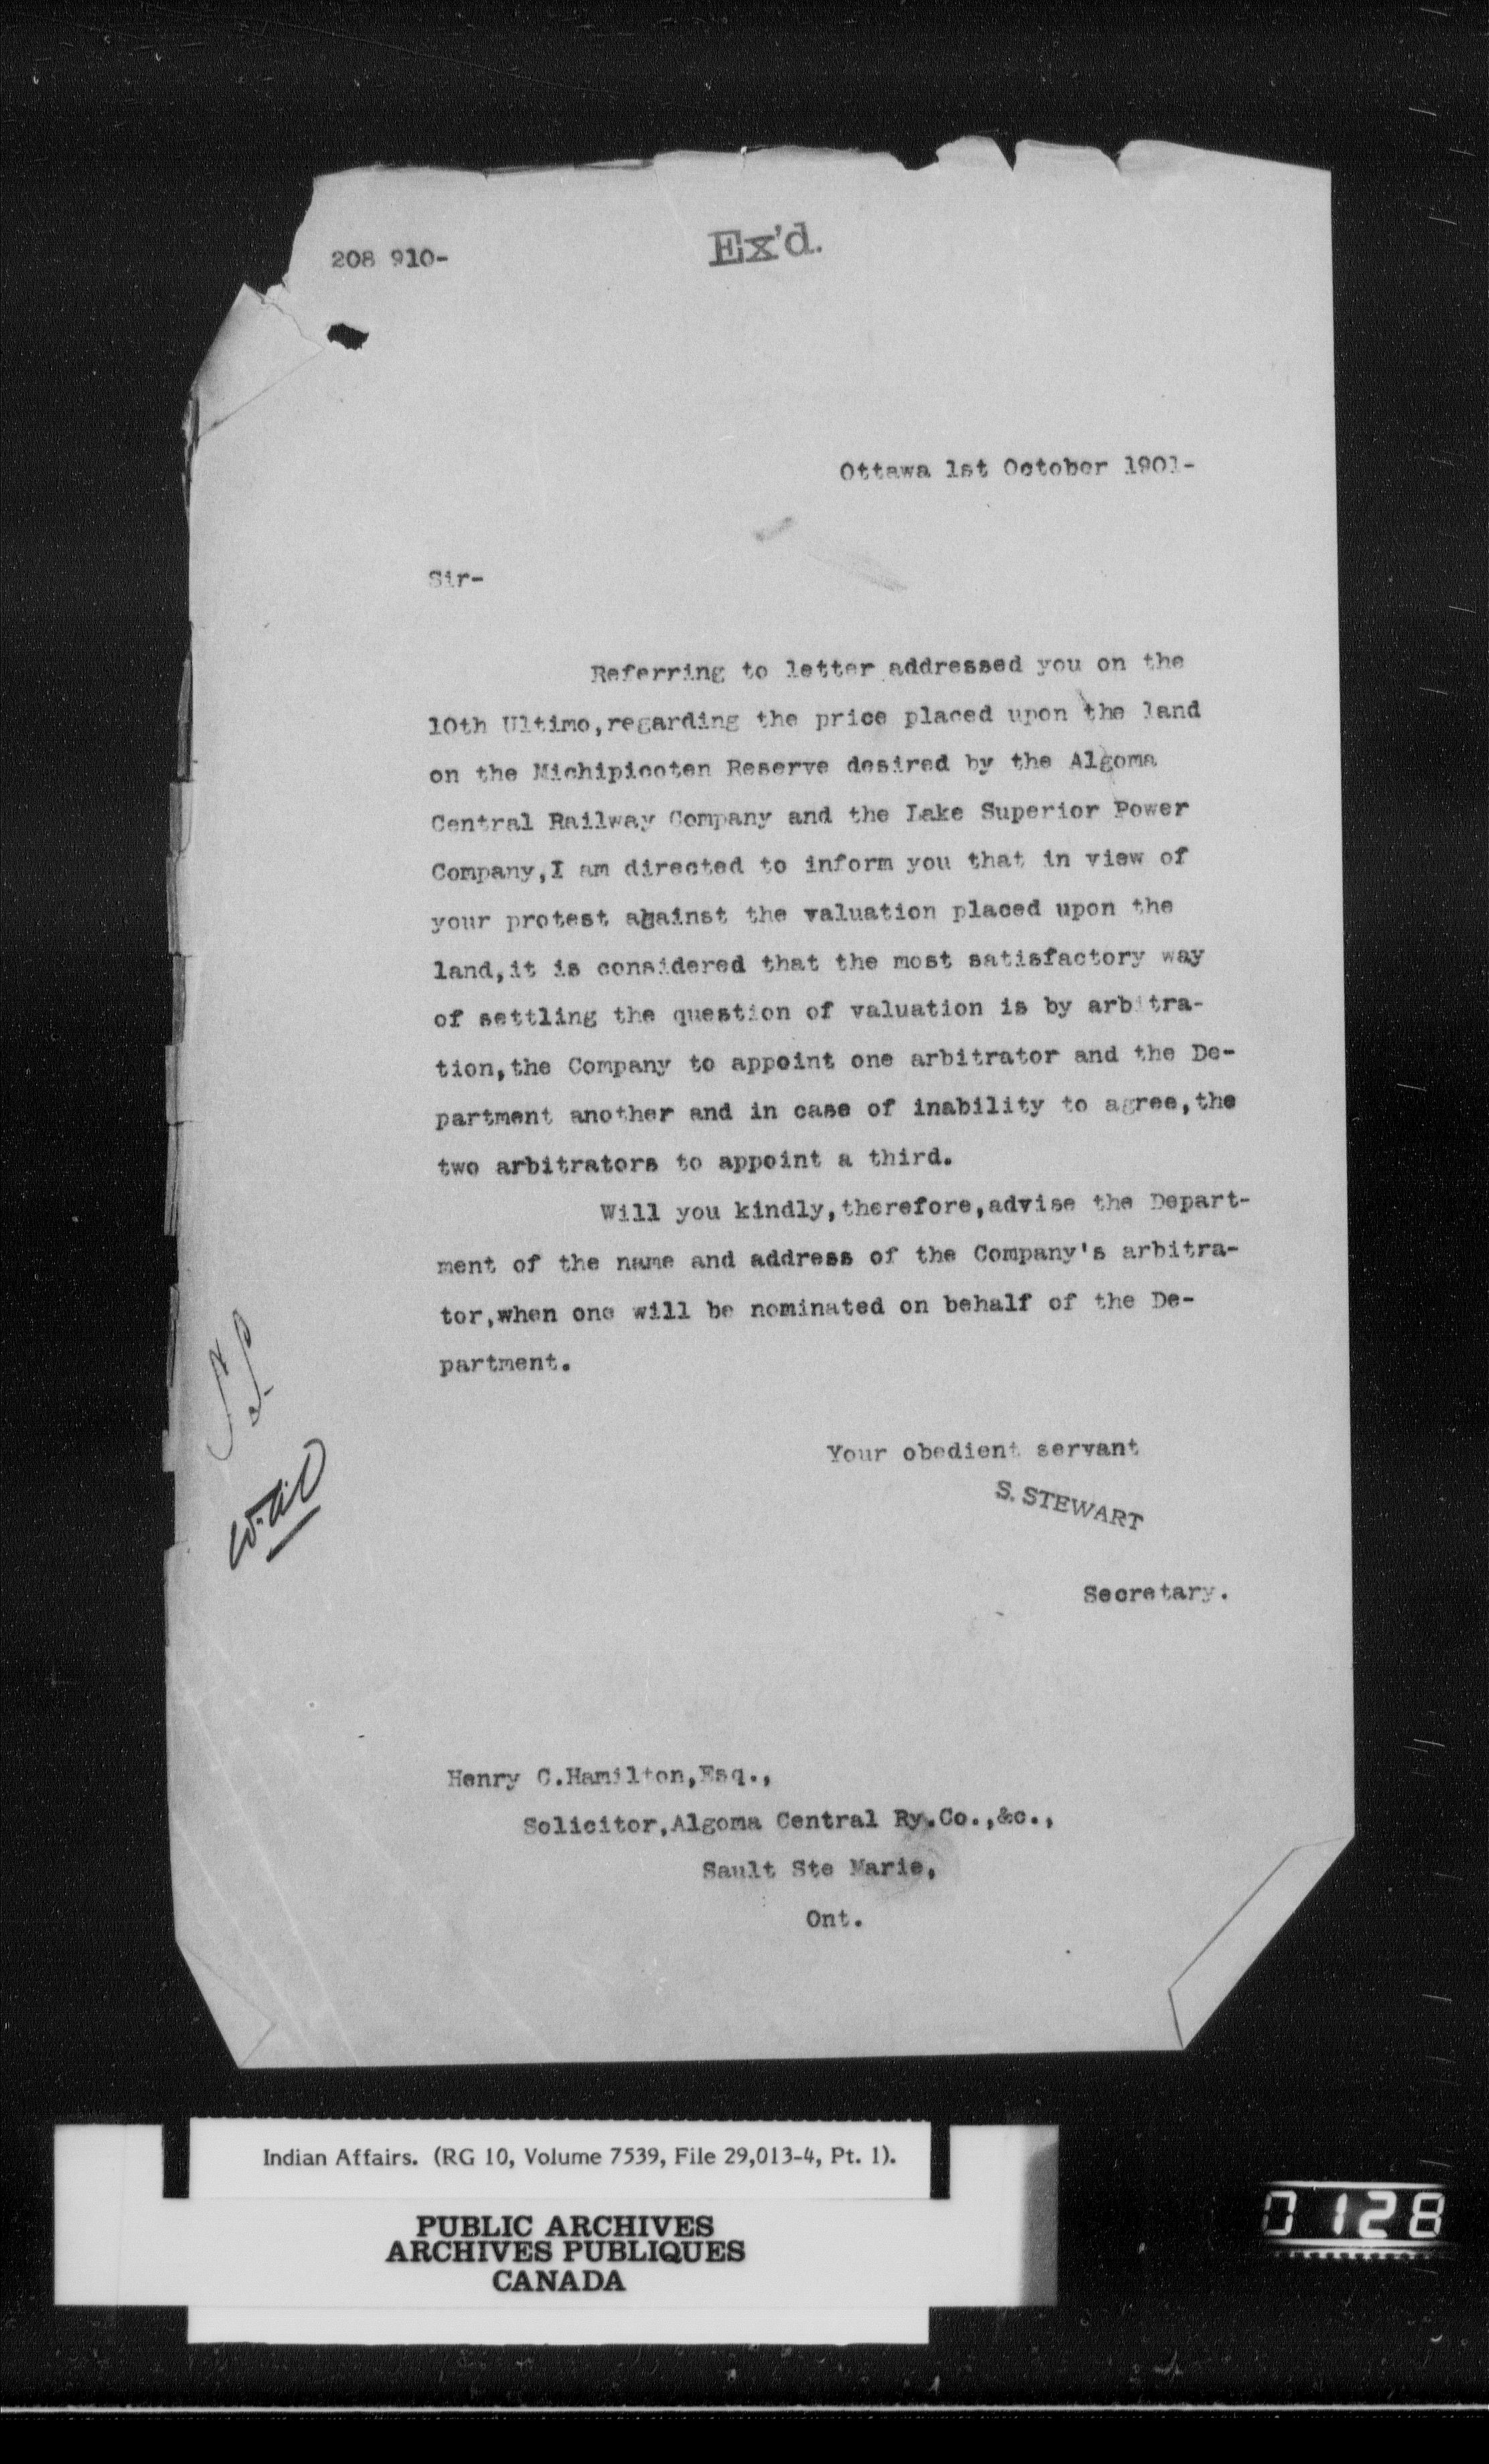 208 910-
Ex'd.
Ottawa 1st October 1901-
Sir-
Referring to letter addressed you on the
10th Ultimo,regarding the price placed upon the land
on the Michipicoten Reserve desired by the Algoma
Central Railway Company and the Lake Superior Power
Company,I am directed to inform you that in view of
your protest against the valuation placed upon the
land,it is considered that the most satisfactory way
of settling the question of valuation is by arbitra-
tion,the Company to appoint one arbitrator and the De-
partment another and in case of inability to agree,the
two arbitrators to appoint a third.
Will you kindly,therefore,advise the Depart-
ment of the name and address of the Company's arbitra-
tor,when one will be nominated on behalf of the De-
partment.
Your obedient servant
S. STEWART
Secretary.
Henry C.Hamilton,Esq.,
Solicitor,Algoma Central Ry.Co.,&c.,
Sault Ste Marie,
Ont.
Indian Affairs. (RG 10, Volume 7539, File 29,013-4, Pt. 1).
PUBLIC ARCHIVES
ARCHIVES PUBLIQUES
CANADA
0128